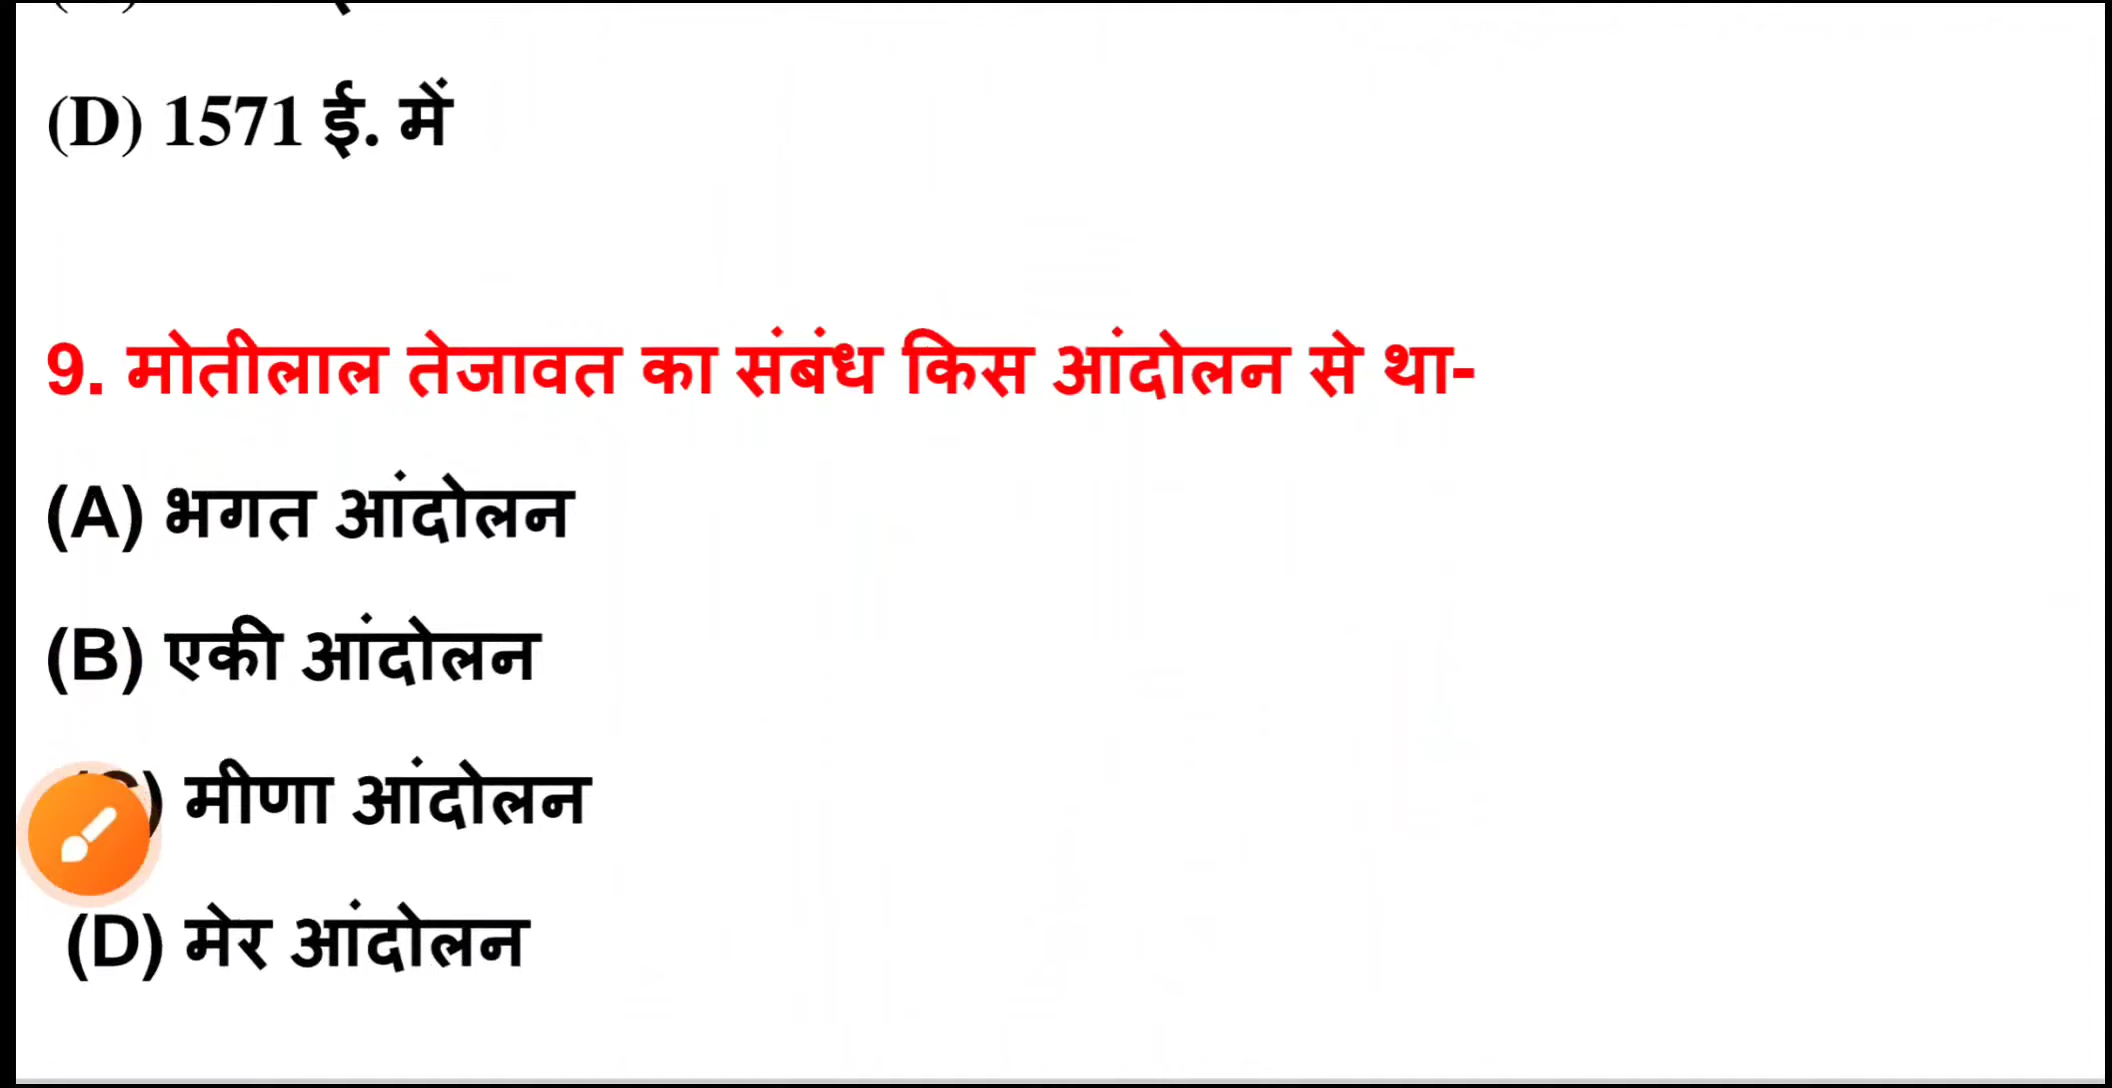 (D) 1571 ई. में
9. मोतीलाल तेजावत का संबंध किस आंदोलन से था-
(A) भगत आंदोलन
(B) एकी आंदोलन
) मीणा आंदोलन
(D) मेर आंदोलन